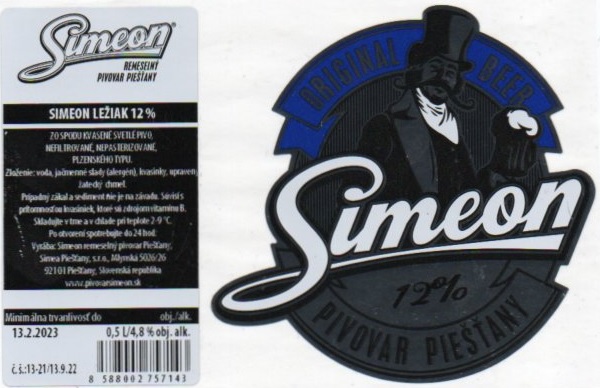 Simeon®
REMESELNÝ
PIVOVAR PIEŠŤANY
SIMEON LEŽIAK 12 %
ZO SPODU KVASENÉ SVETLÉ PIVO,
NEFILTROVANÉ, NEPASTERIZOVANÉ,
PLZENSKÉHO TYPU.
Zloženie: voda, jačmenné slady (alergén), kvasinky, upravený
žatecký chmeľ.
Prípadný zákal a sediment nie je na závadu. Súvisí s
prítomnosťou kvasiniek, ktoré sú zdrojom vitamínu B.
Skladujte v tme a v chlade pri teplote 2-9 °C.
Po otvorení spotrebujte do 24 hod.
Výroba: Simeon remeselný pivovar Piešťany,
Simea Piešťany, s.r.o., Mlynská 5026/26
921 01 Piešťany, Slovenská republika
www.pivovarsimeon.sk
Minimálna trvanlivosť do obj./alk.
13.2.2023 0,5 L/4,8 % obj. alk.
č.š.:13-21/13.9.22
8 588002 757143
ORIGINAL BEER
Simeon
12%
PIVOVAR PIEŠŤANY